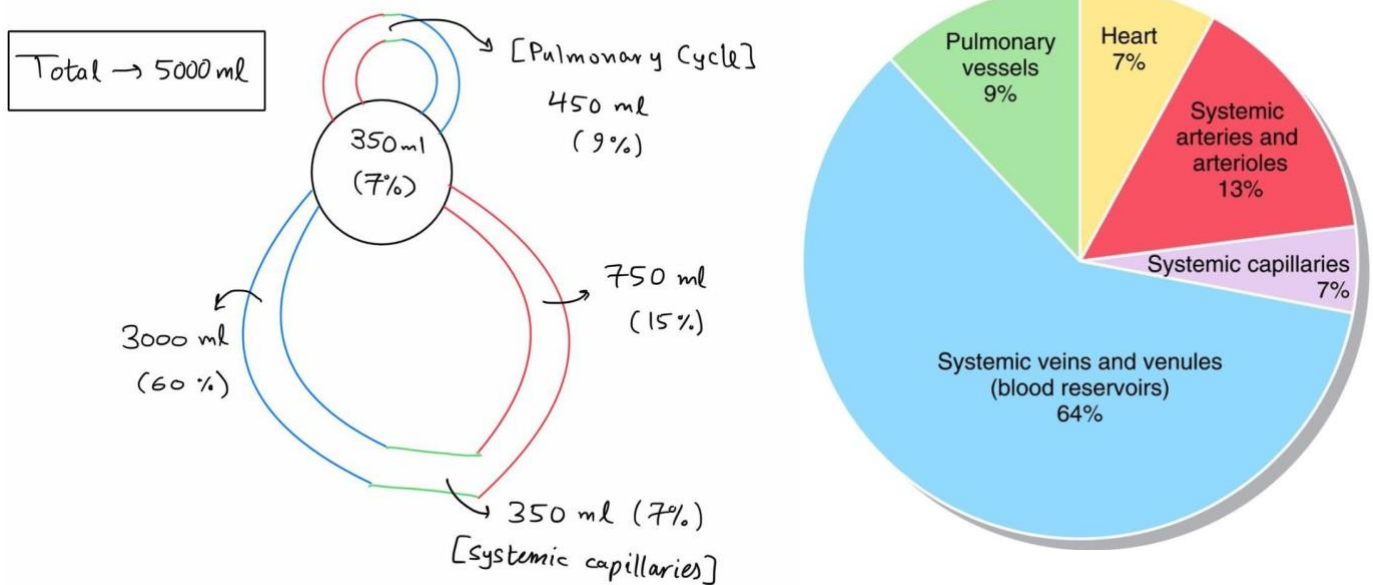 Total → 5000 ml
[Pulmonary Cycle]
450 ml
(9%)
350 ml
(7%)
750 ml
(15%)
3000 ml
(60 %)
350 ml (7%)
[systemic capillaries]
Pulmonary
vessels
9%
Heart
7%
Systemic
arteries and
arterioles
13%
Systemic capillaries
7%
Systemic veins and venules
(blood reservoirs)
64%